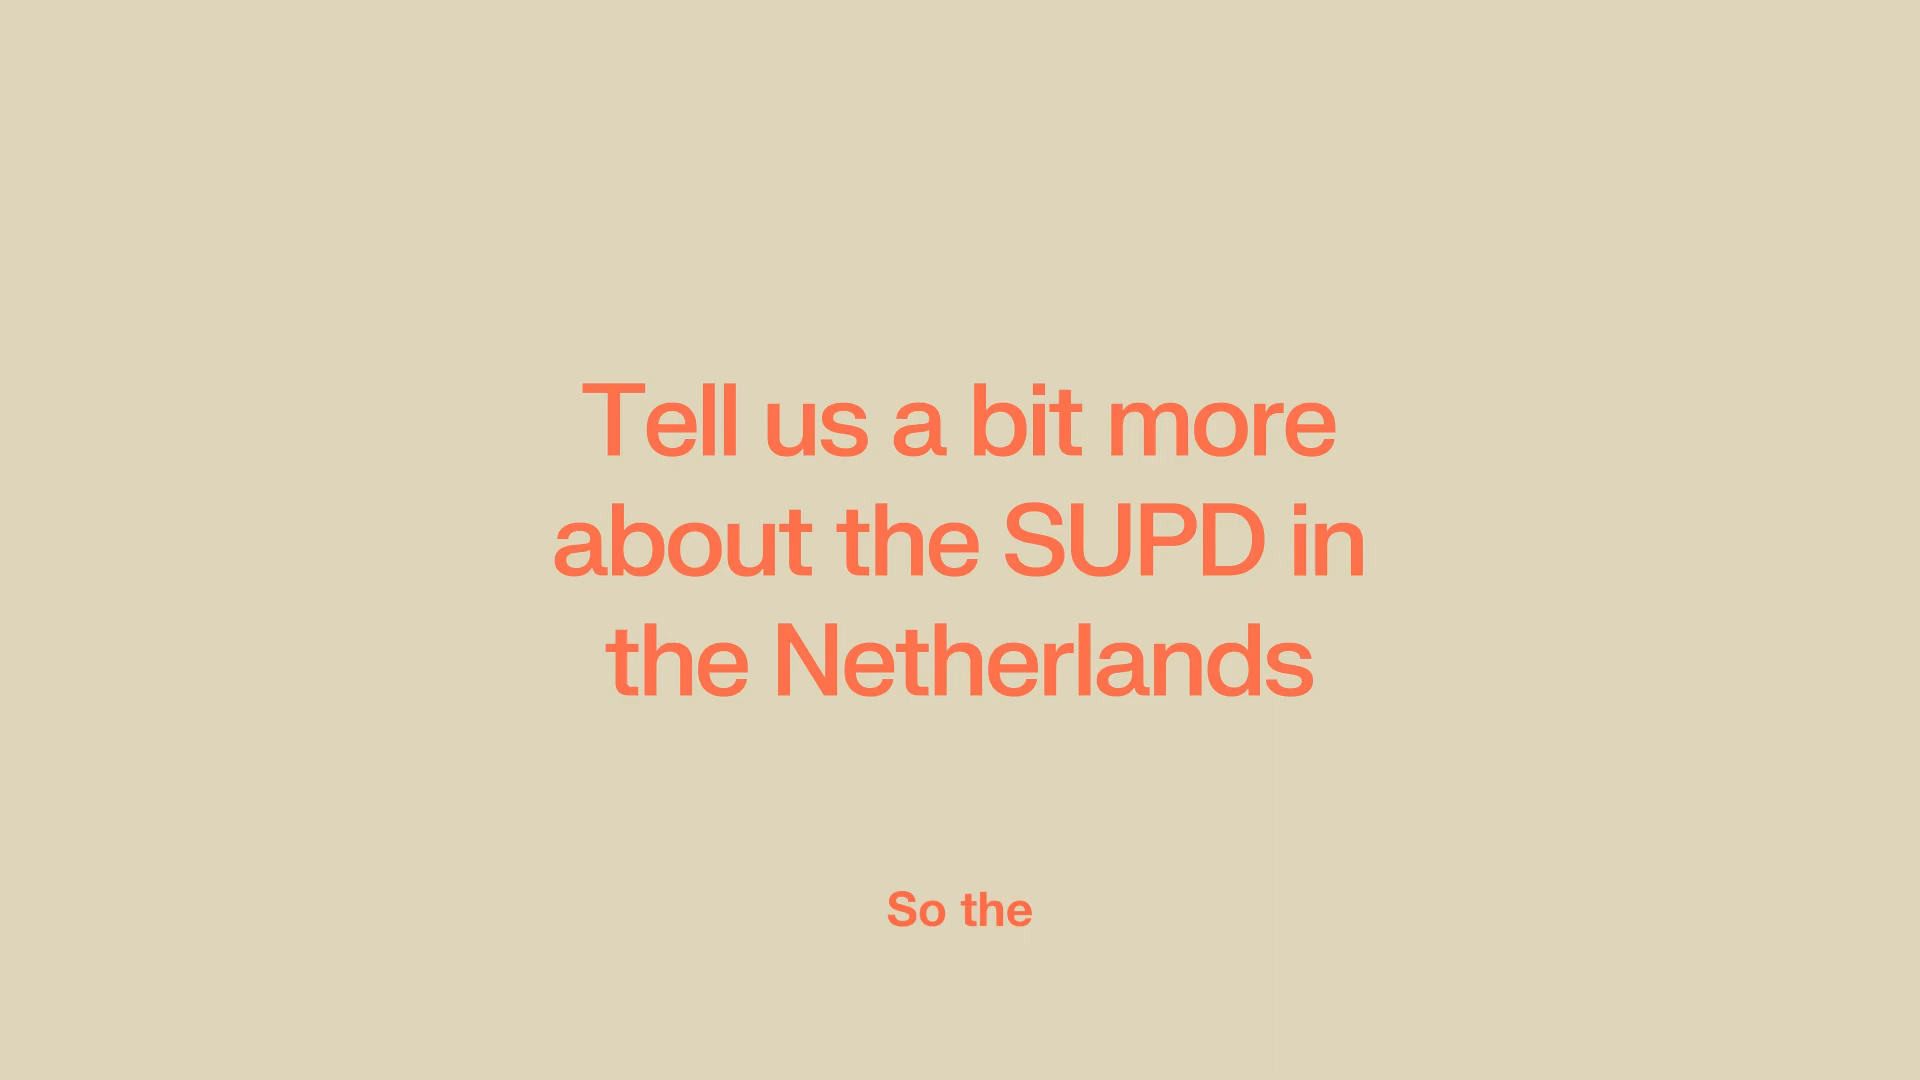 Tell us a bit more
about the SUPD in
the Netherlands
So the